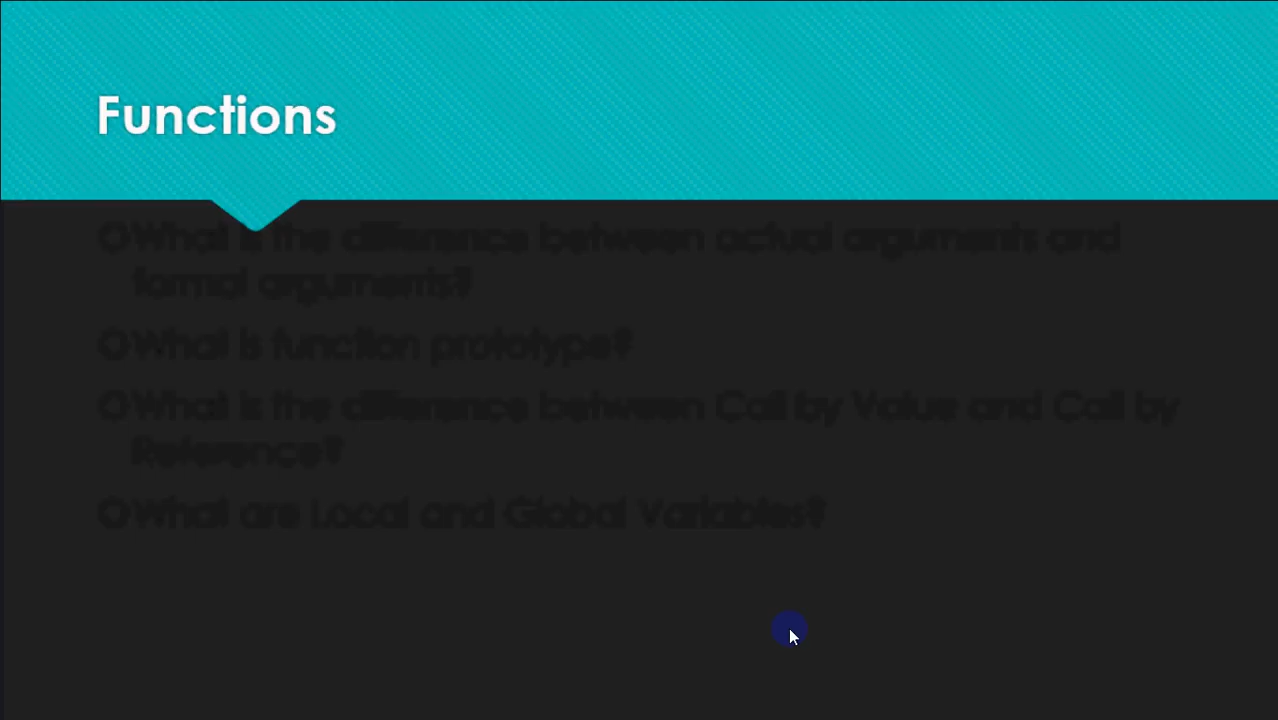 Functions
What is the difference between actual arguments and
formal arguments?
What is function prototype?
What is the difference between Call by Value and Call by
Reference?
What are Local and Global Variables?